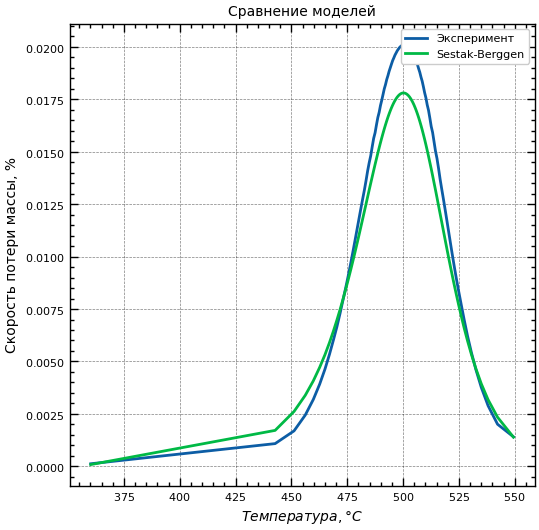 Сравнение моделей
Эксперимент
Sestak-Berggen
Скорость потери массы, %
0.0200
0.0175
0.0150
0.0125
0.0100
0.0075
0.0050
0.0025
0.0000
375 400 425 450 475 500 525 550
Температура, °C